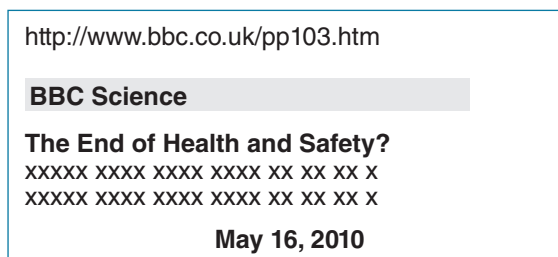 http://www.bbc.co.uk/pp103.htm
BBC Science
The End of Health and Safety?
xxxxx xxxx xxxx xxxx xx xx xx x
xxxxx xxxx xxxx xxxx xx xx xx x
May 16, 2010